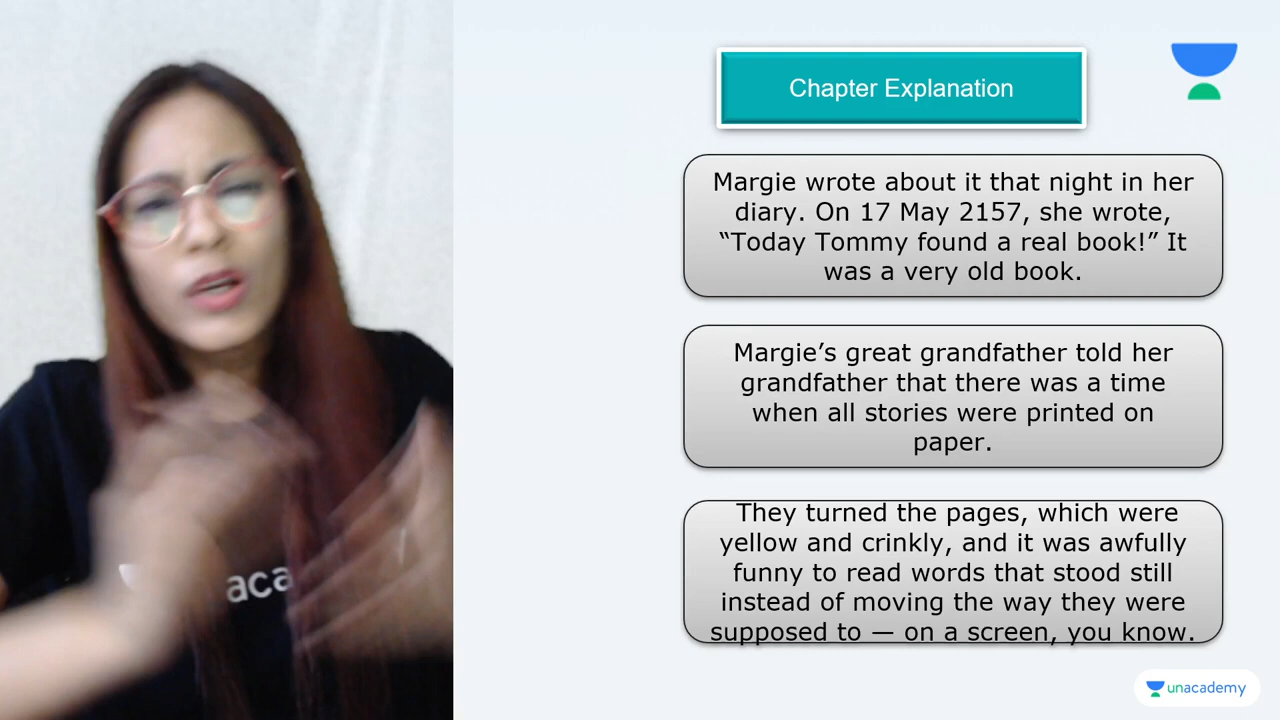 Chapter Explanation
Margie wrote about it that night in her
diary. On 17 May 2157, she wrote,
“Today Tommy found a real book!” It
was a very old book.
Margie’s great grandfather told her
grandfather that there was a time
when all stories were printed on
paper.
They turned the pages, which were
yellow and crinkly, and it was awfully
funny to read words that stood still
instead of moving the way they were
supposed to — on a screen, you know.
aca
unacademy